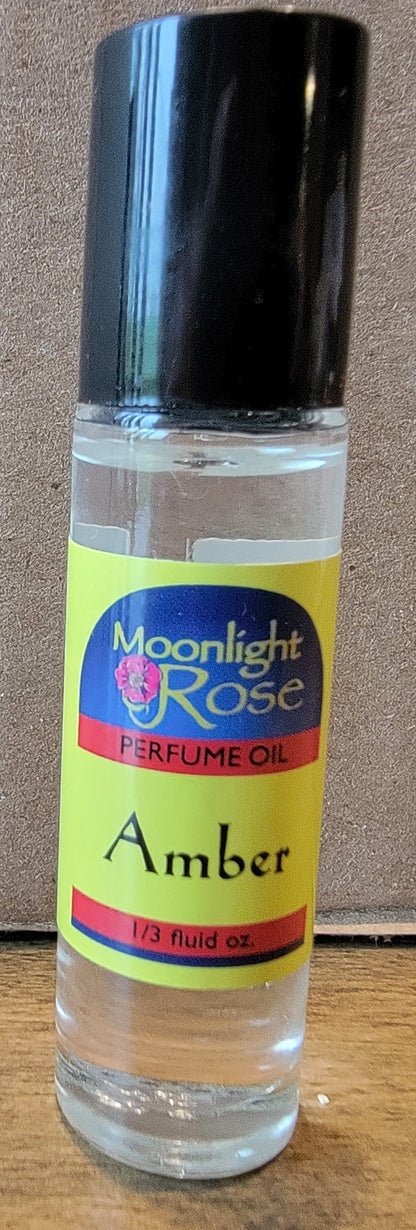 Moonlight
Rose
PERFUME OIL
Amber
1/3 fluid oz.